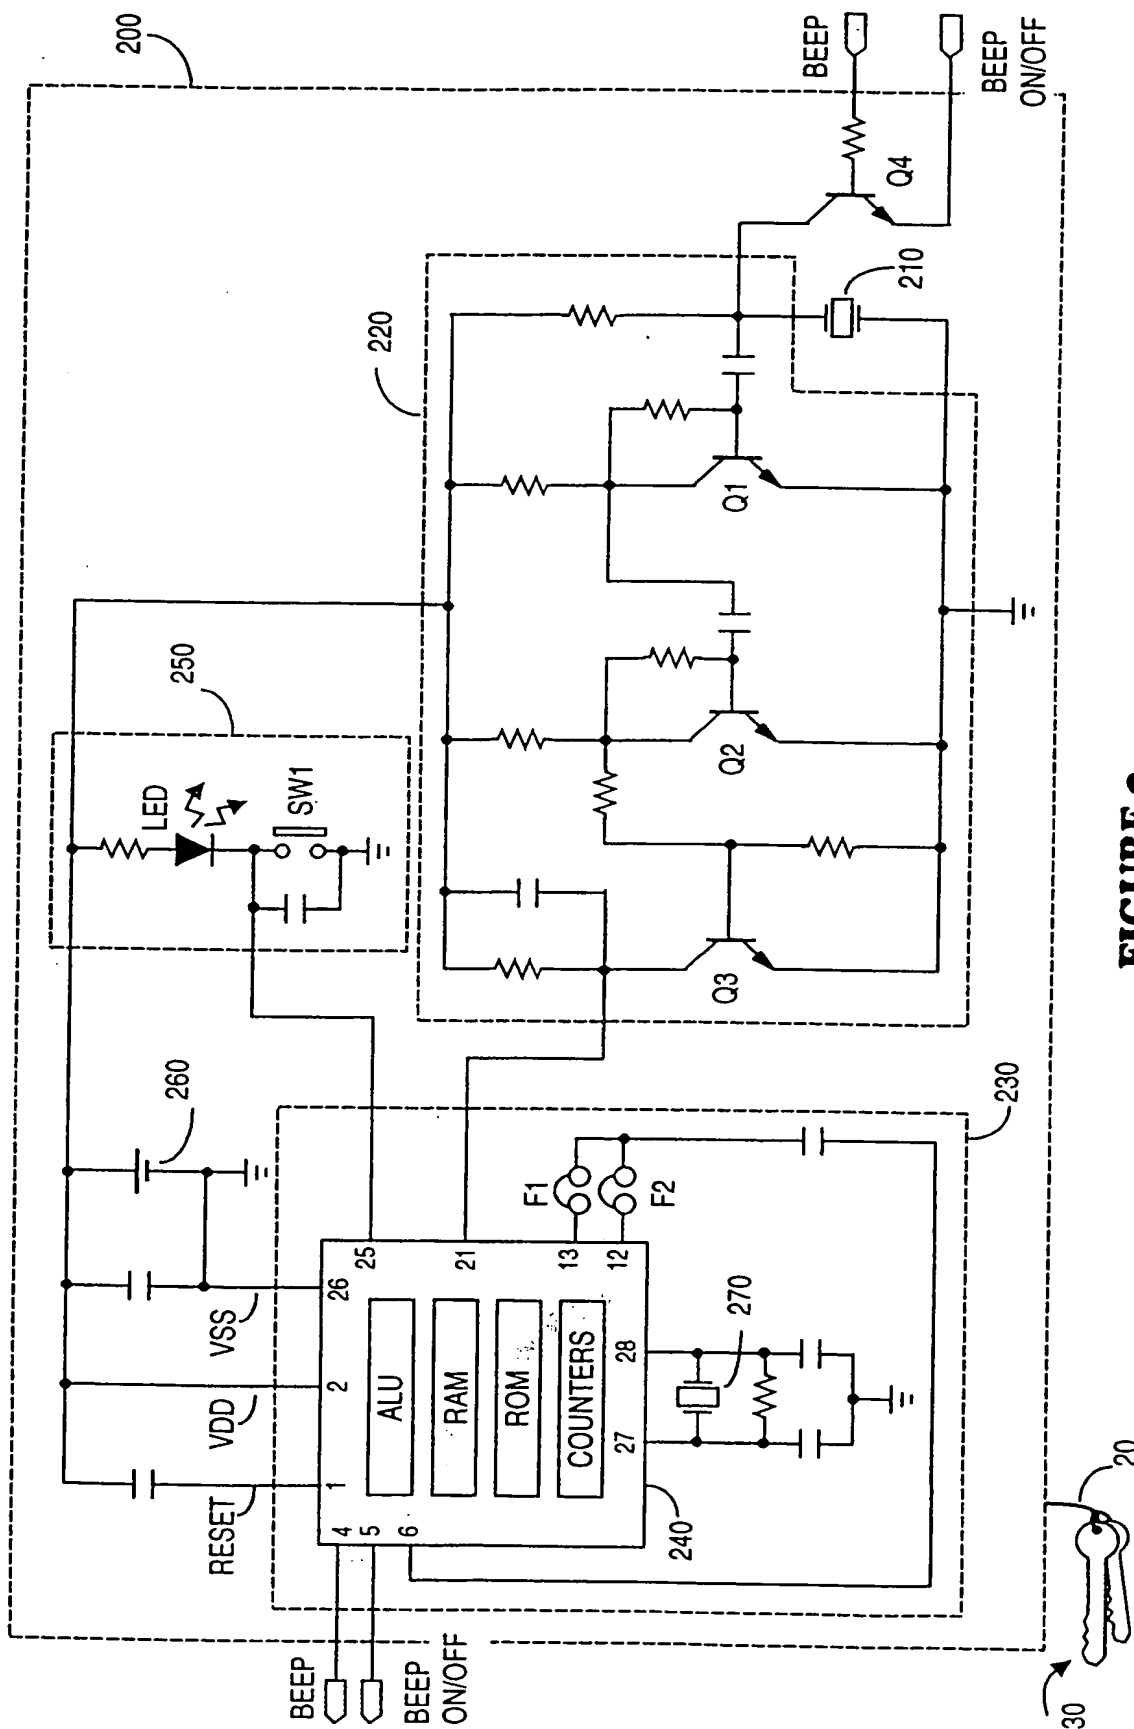 200
250
LED
SW1
260
VSS
VDD
RESET
BEEP
BEEP
ON/OFF
4
5
6
1
2
26
25
21
13
12
27
28
ALU
RAM
ROM
COUNTERS
240
270
F1
F2
230
220
Q3
Q2
Q1
210
Q4
BEEP
BEEP
ON/OFF
30
20
FIGURE